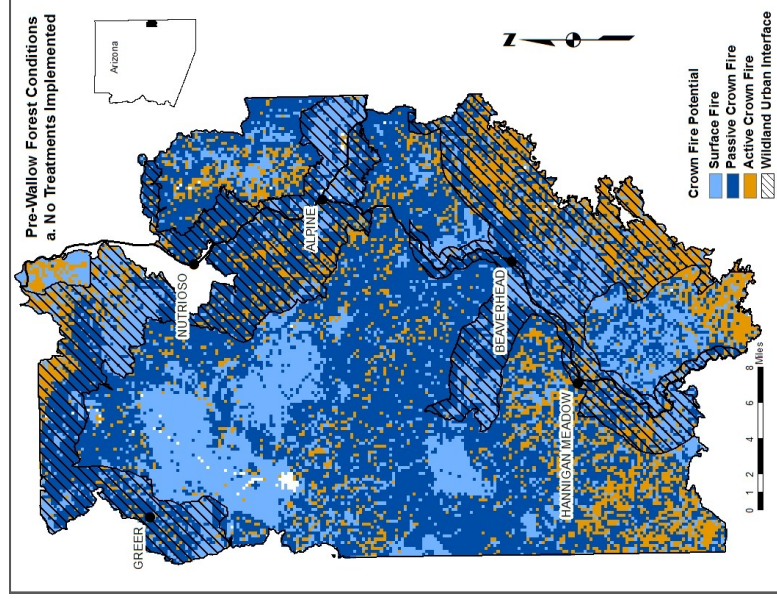 Pre-Wallow Forest Conditions
a. No Treatments Implemented
Arizona
N
GREER
NUTRIOSO
ALPINE
BEAVERHEAD
HANNIGAN MEADOW
Crown Fire Potential
Surface Fire
Passive Crown Fire
Active Crown Fire
Wildland Urban Interface
0 1 2 4 6 8
Miles